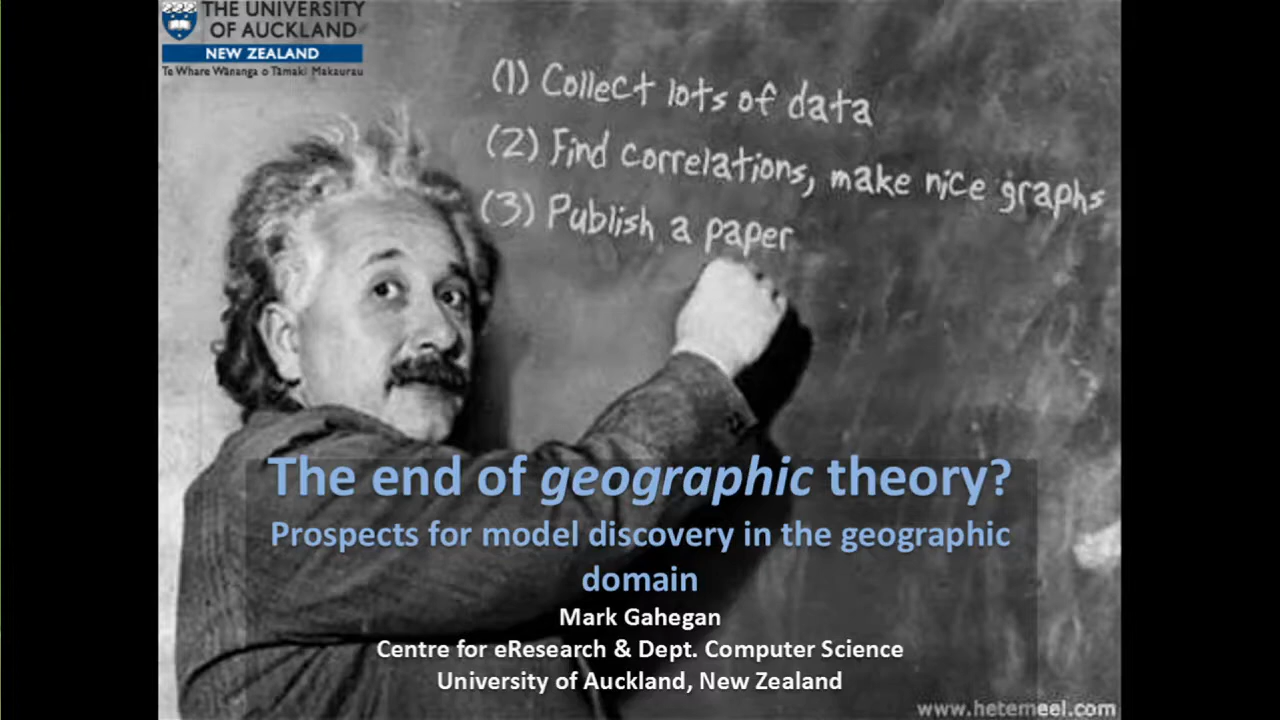 THE UNIVERSITY
OF AUCKLAND
NEW ZEALAND
Te Whare Wānanga o Tāmaki Makaurau
(1) Collect lots of data
(2) Find correlations, make nice graphs
(3) Publish a paper
The end of geographic theory?
Prospects for model discovery in the geographic
domain
Mark Gahegan
Centre for eResearch & Dept. Computer Science
University of Auckland, New Zealand
www.hetemeel.com